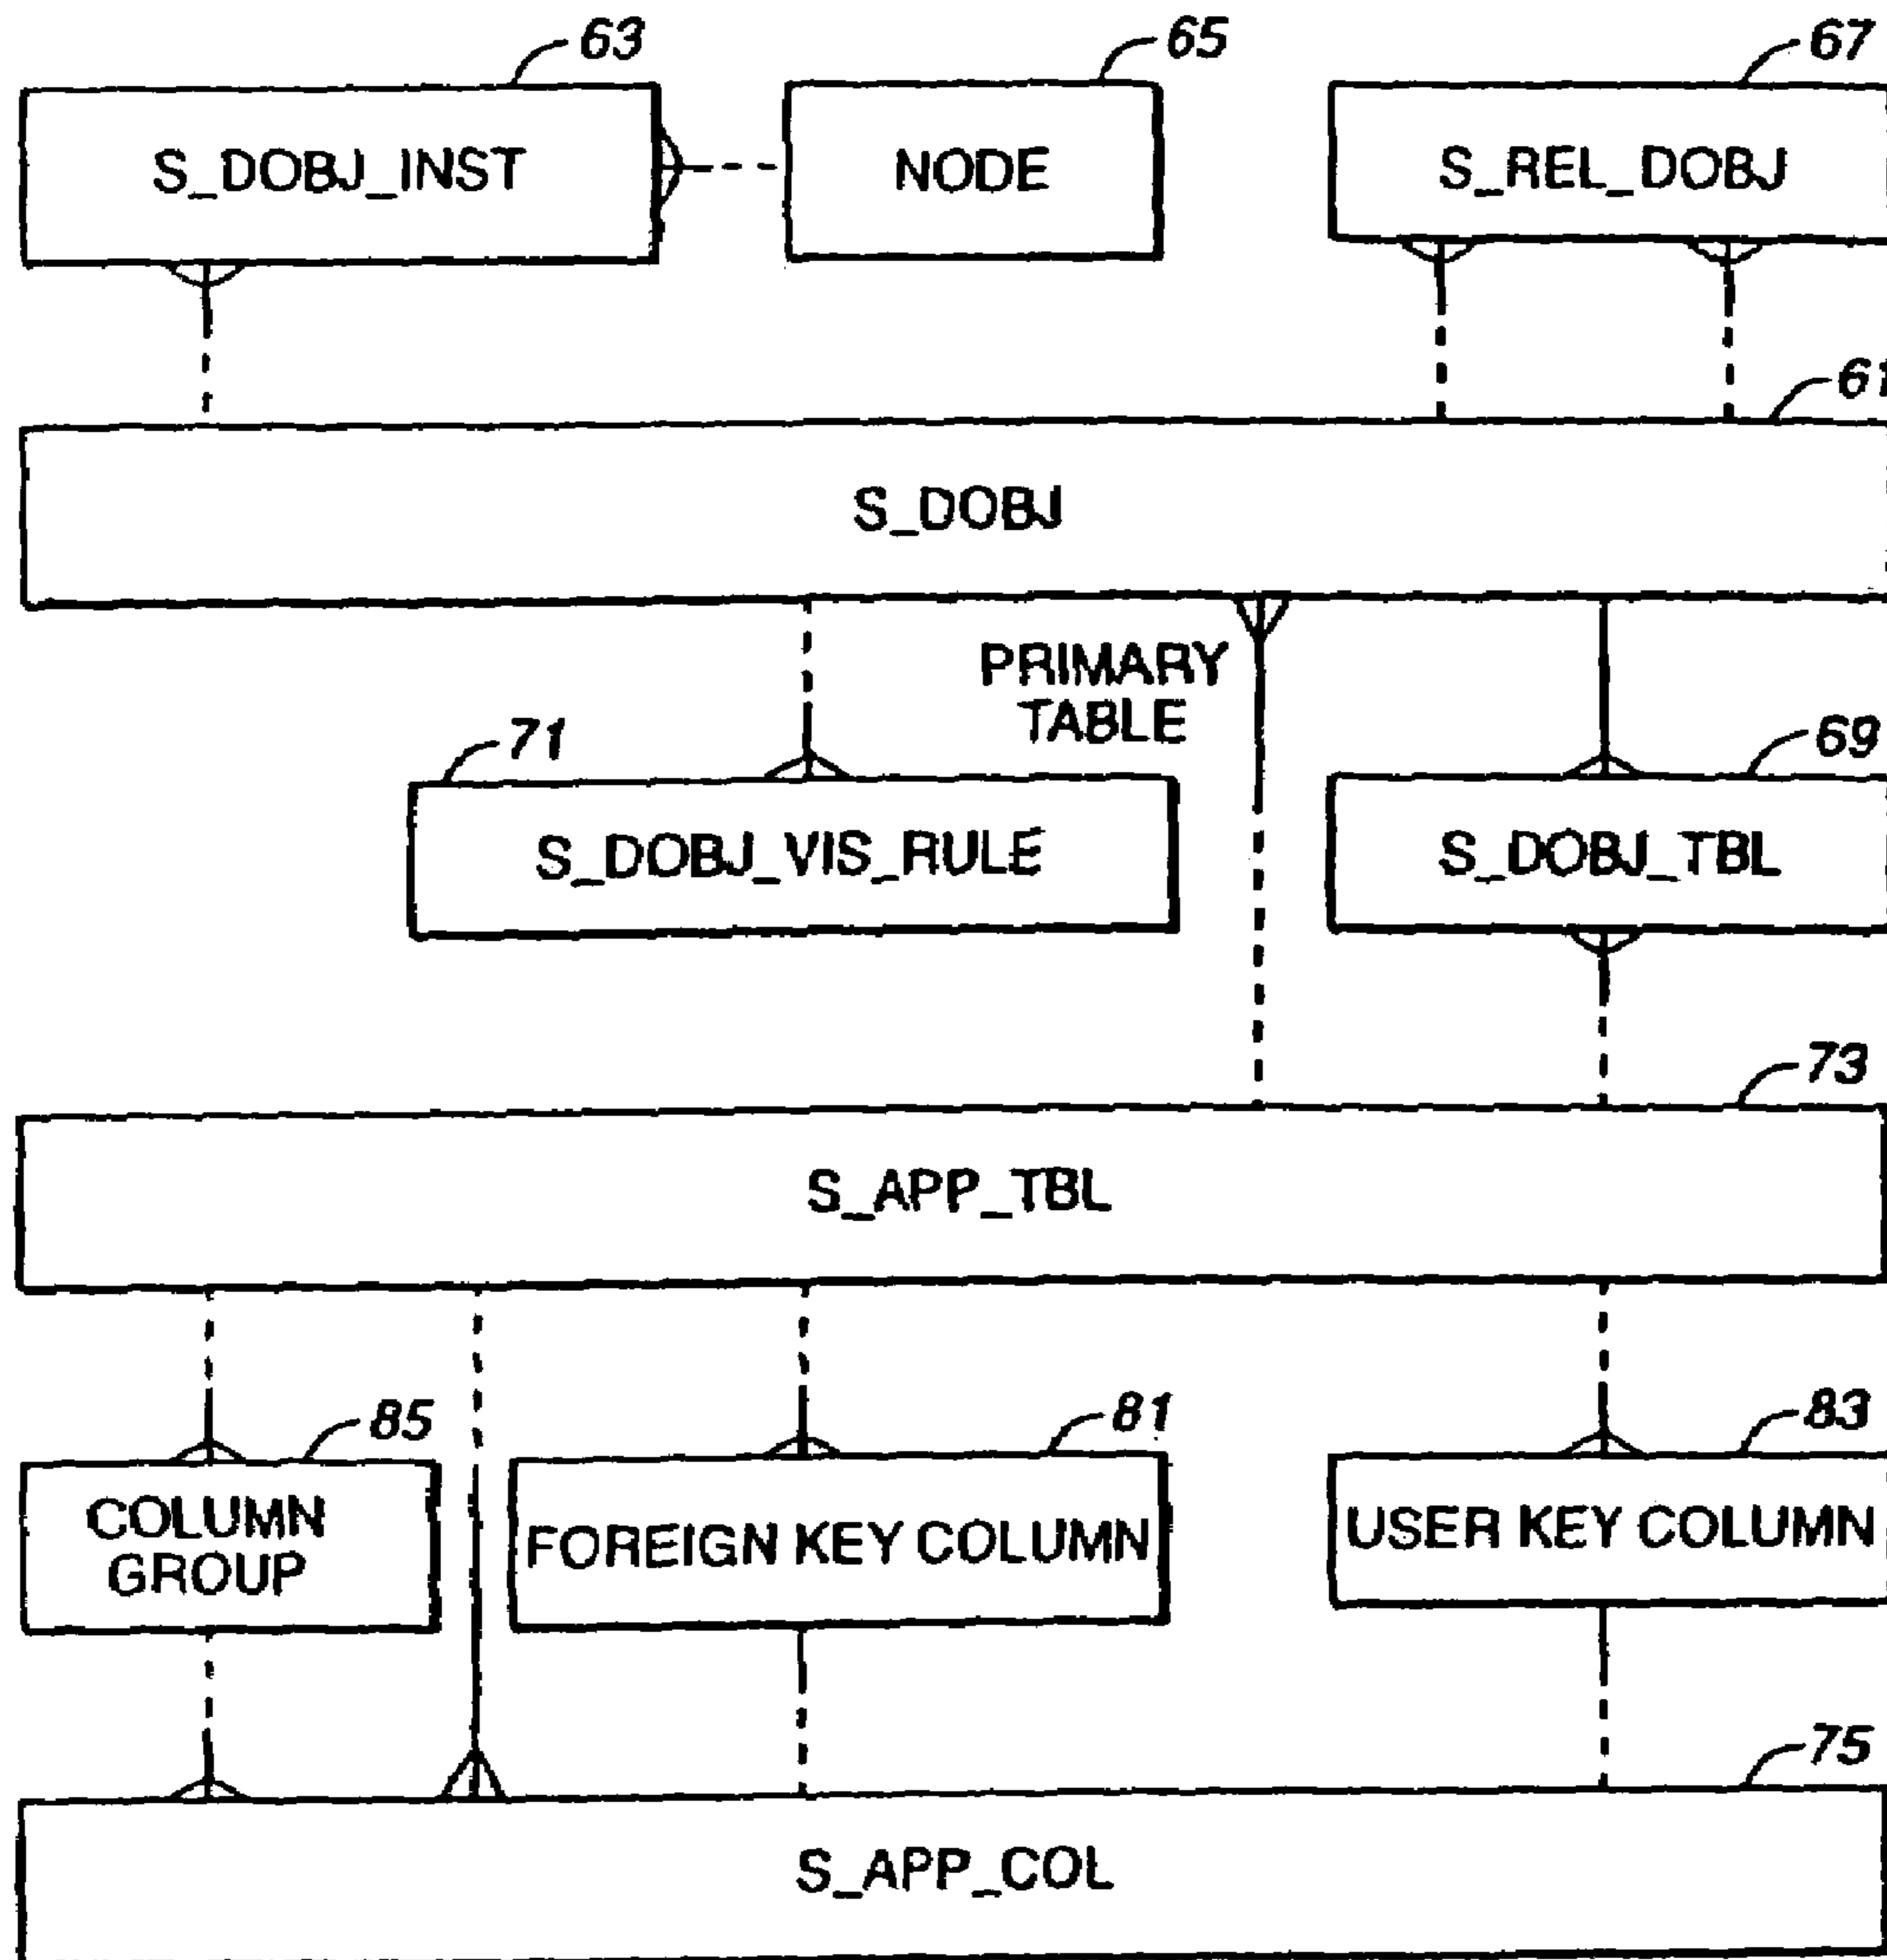 63
65
67
S_DOBJ_INST
NODE
S_REL_DOBJ
61
S_DOBJ
PRIMARY
TABLE
71
69
S_DOBJ_VIS_RULE
S_DOBJ_TBL
73
S_APP_TBL
85
81
83
COLUMN
GROUP
FOREIGN KEY COLUMN
USER KEY COLUMN
75
S_APP_COL